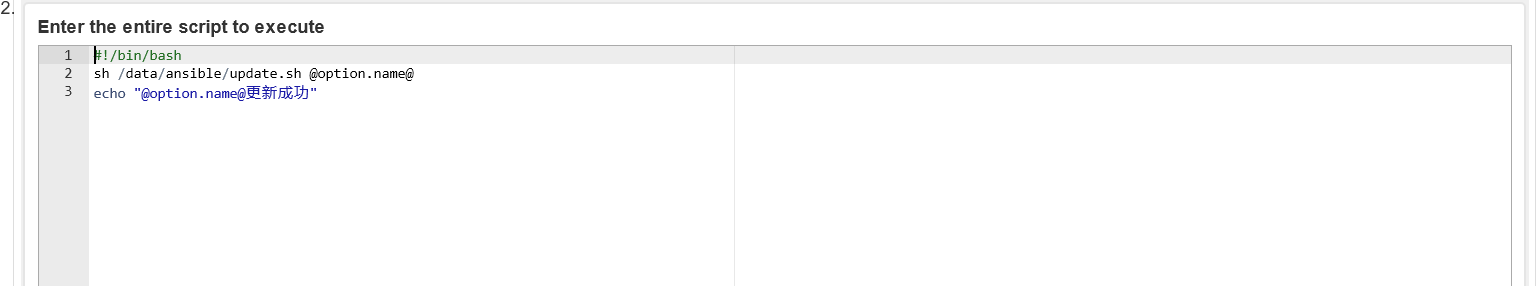 2.
Enter the entire script to execute
1 #!/bin/bash
2 sh /data/ansible/update.sh @option.name@
3 echo "@option.name@更新成功"